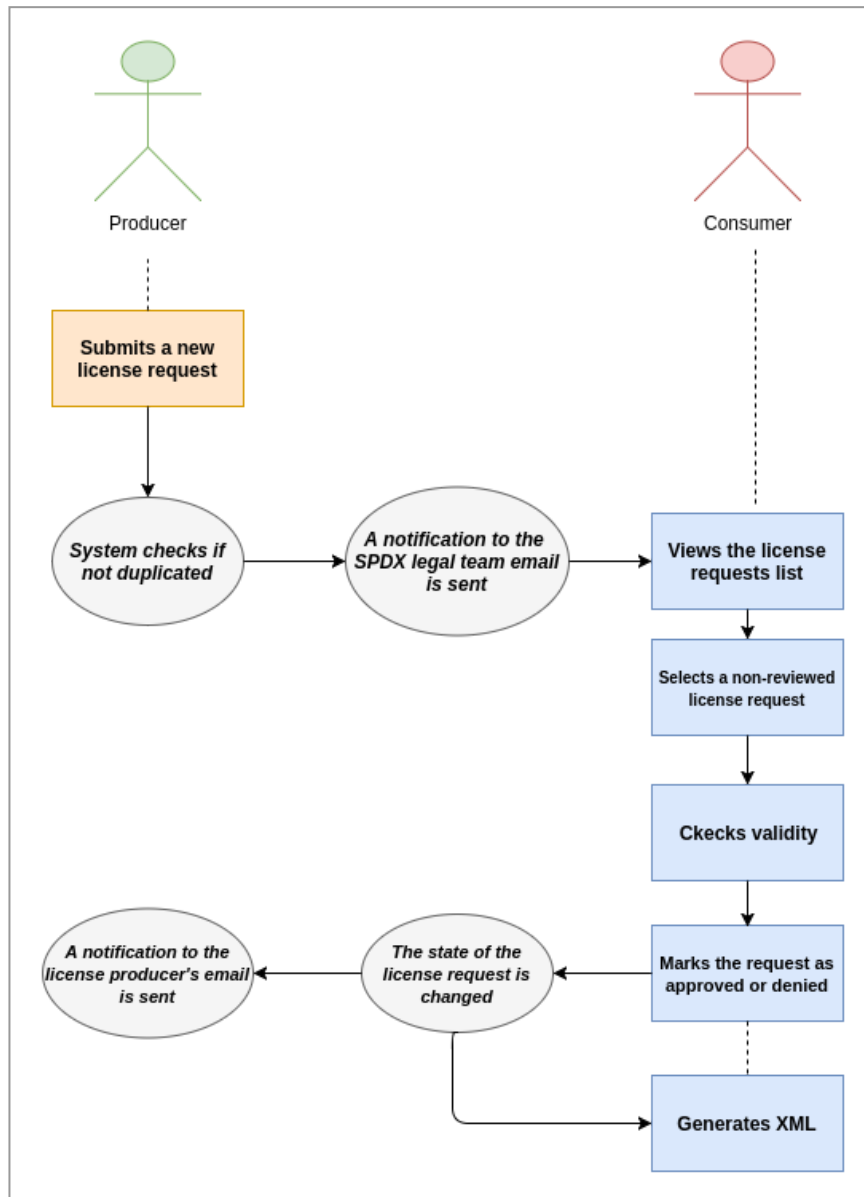 Producer
Consumer
Submits a new
license request
System checks if
not duplicated
A notification to the
SPDX legal team email
is sent
Views the license
requests list
Selects a non-reviewed
license request
Ckecks validity
Marks the request as
approved or denied
The state of the
license request is
changed
A notification to the
license producer's email
is sent
Generates XML